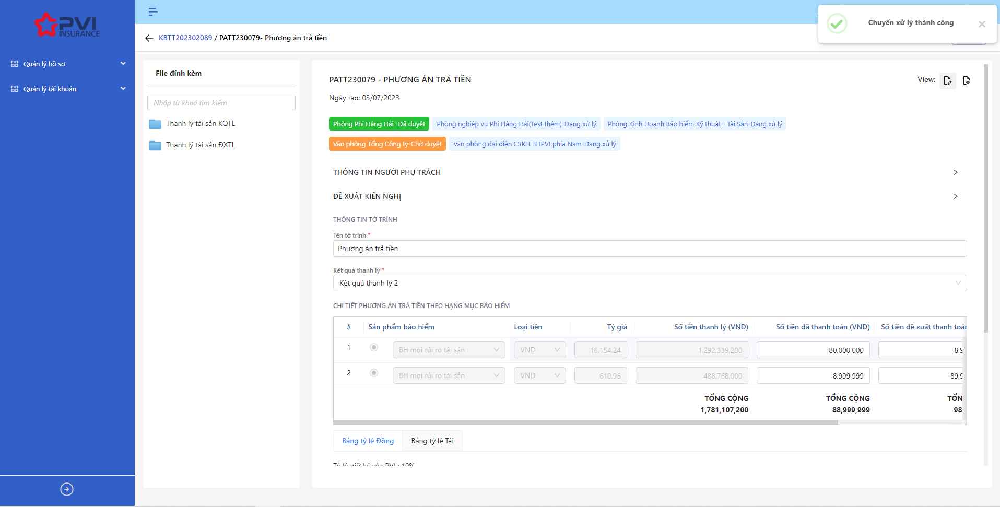 PVI
INSURANCE
Quản lý hồ sơ
Quản lý tài khoản
KBTT202302089 / PATT230079- Phương án trả tiền
Chuyển xử lý thành công
File đính kèm
Nhập từ khoá tìm kiếm
Thanh lý tài sản KQTL
Thanh lý tài sản ĐXTL
PATT230079 - PHƯƠNG ÁN TRẢ TIỀN
View:
Ngày tạo: 03/07/2023
Phòng Phi Hàng Hải -Đã duyệt
Phòng nghiệp vụ Phi Hàng Hải(Test thêm)-Đang xử lý
Phòng Kinh Doanh Bảo hiểm Kỹ thuật - Tài Sản-Đang xử lý
Văn phòng Tổng Công ty-Chờ duyệt
Văn phòng đại diện CSKH BHPVI phía Nam-Đang xử lý
THÔNG TIN NGƯỜI PHỤ TRÁCH
ĐỀ XUẤT KIẾN NGHỊ
THÔNG TIN TỜ TRÌNH
Tên tờ trình *
Phương án trả tiền
Kết quả thanh lý *
Kết quả thanh lý 2
CHI TIẾT PHƯƠNG ÁN TRẢ TIỀN THEO HẠNG MỤC BẢO HIỂM
# Sản phẩm bảo hiểm Loại tiền Tỷ giá Số tiền thanh lý (VND) Số tiền đã thanh toán (VND) Số tiền đề xuất thanh toán
1 BH mọi rủi ro tài sản VND 16,154.24 1,292,339,200 80,000,000 8,9
2 BH mọi rủi ro tài sản VND 610.96 488,768,000 8,999,999 89,9
TỔNG CỘNG TỔNG CỘNG TỔN
1,781,107,200 88,999,999 98
Bảng tỷ lệ Đồng
Bảng tỷ lệ Tái
Tỷ lệ giữ lại của PVI : 10%